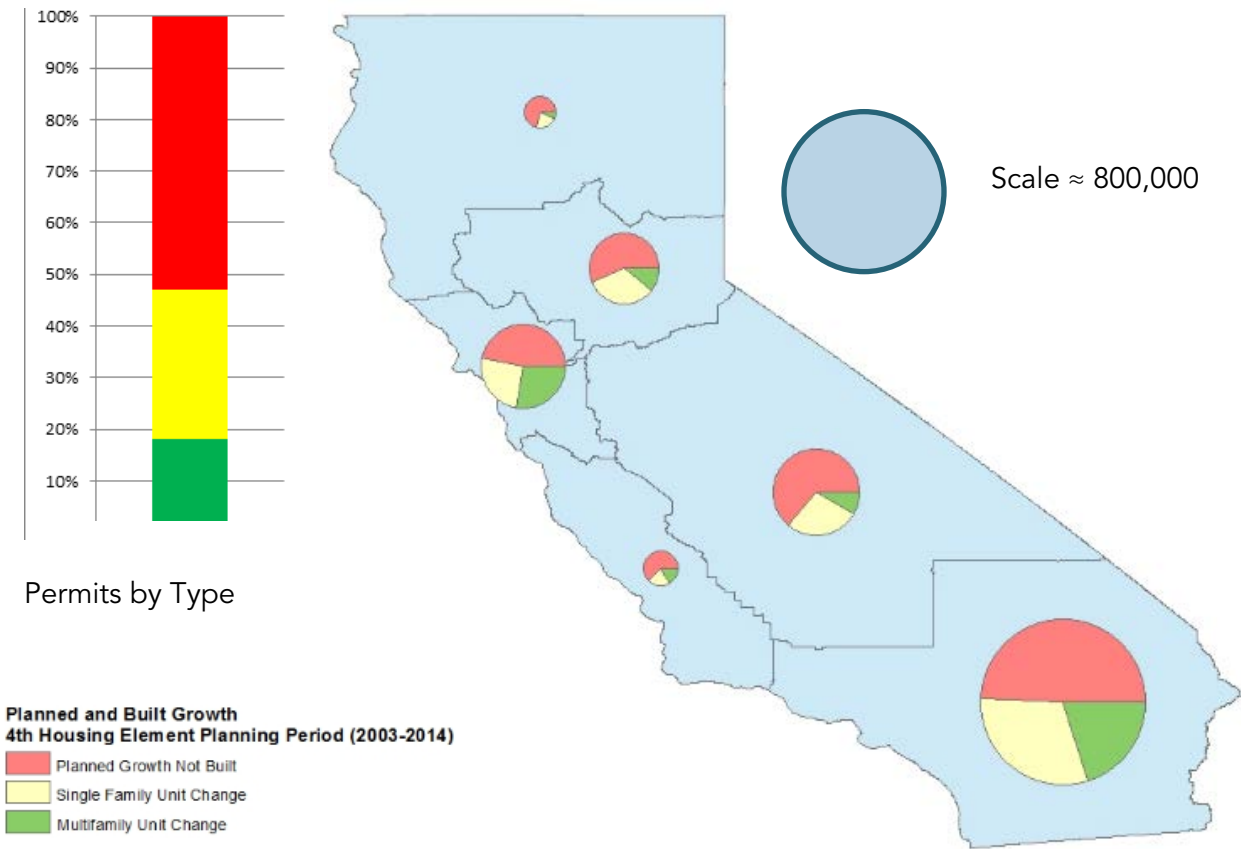 100%
90%
80%
70%
60%
50%
40%
30%
20%
10%
Permits by Type
Scale ≈ 800,000
Planned and Built Growth
4th Housing Element Planning Period (2003-2014)
Planned Growth Not Built
Single Family Unit Change
Multifamily Unit Change